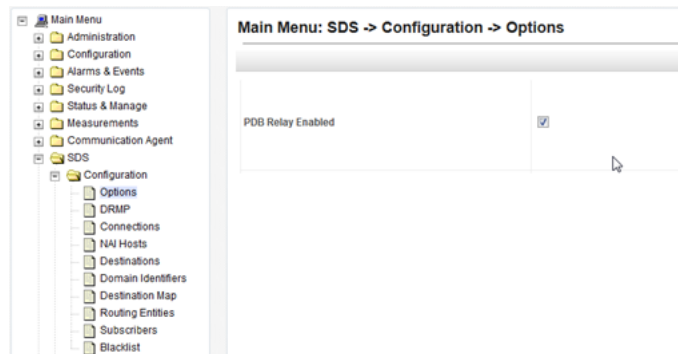 Main Menu
Administration
Configuration
Alarms & Events
Security Log
Status & Manage
Measurements
Communication Agent
SDS
Configuration
Options
DRMP
Connections
NAI Hosts
Destinations
Domain Identifiers
Destination Map
Routing Entities
Subscribers
Blacklist
Main Menu: SDS -> Configuration -> Options
PDB Relay Enabled